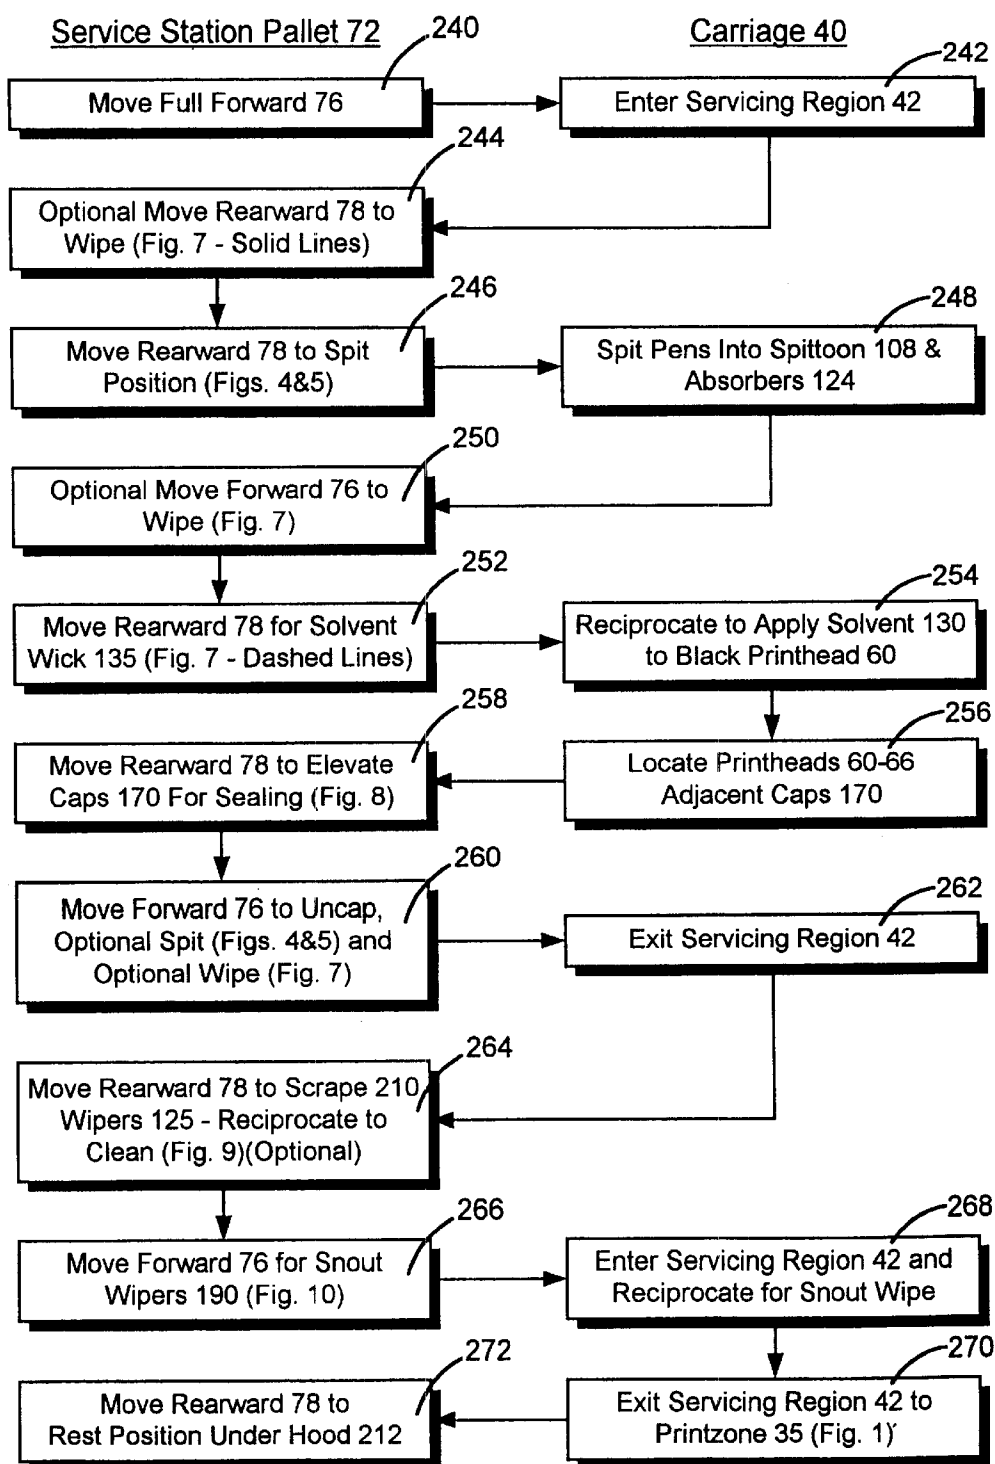 Service Station Pallet 72
240
Carriage 40
242
Move Full Forward 76
Enter Servicing Region 42
244
Optional Move Rearward 78 to
Wipe (Fig. 7 - Solid Lines)
246
248
Move Rearward 78 to Spit
Position (Figs. 4&5)
Spit Pens Into Spittoon 108 &
Absorbers 124
250
Optional Move Forward 76 to
Wipe (Fig. 7)
252
254
Move Rearward 78 for Solvent
Wick 135 (Fig. 7 - Dashed Lines)
Reciprocate to Apply Solvent 130
to Black Printhead 60
258
256
Move Rearward 78 to Elevate
Caps 170 For Sealing (Fig. 8)
Locate Printheads 60-66
Adjacent Caps 170
260
262
Move Forward 76 to Uncap,
Optional Spit (Figs. 4&5) and
Optional Wipe (Fig. 7)
Exit Servicing Region 42
264
Move Rearward 78 to Scrape 210
Wipers 125 - Reciprocate to
Clean (Fig. 9)(Optional)
266
268
Move Forward 76 for Snout
Wipers 190 (Fig. 10)
Enter Servicing Region 42 and
Reciprocate for Snout Wipe
272
270
Move Rearward 78 to
Rest Position Under Hood 212
Exit Servicing Region 42 to
Printzone 35 (Fig. 1)